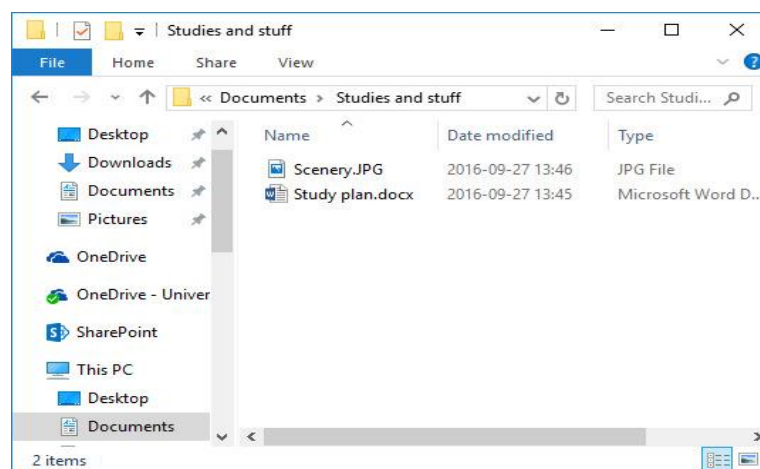 Studies and stuff
File Home Share View
« Documents > Studies and stuff Search Studi...
Desktop
Downloads
Documents
Pictures
OneDrive
OneDrive - Univer
SharePoint
This PC
Desktop
Documents
Name Date modified Type
Scenery.JPG 2016-09-27 13:46 JPG File
Study plan.docx 2016-09-27 13:45 Microsoft Word D...
2 items